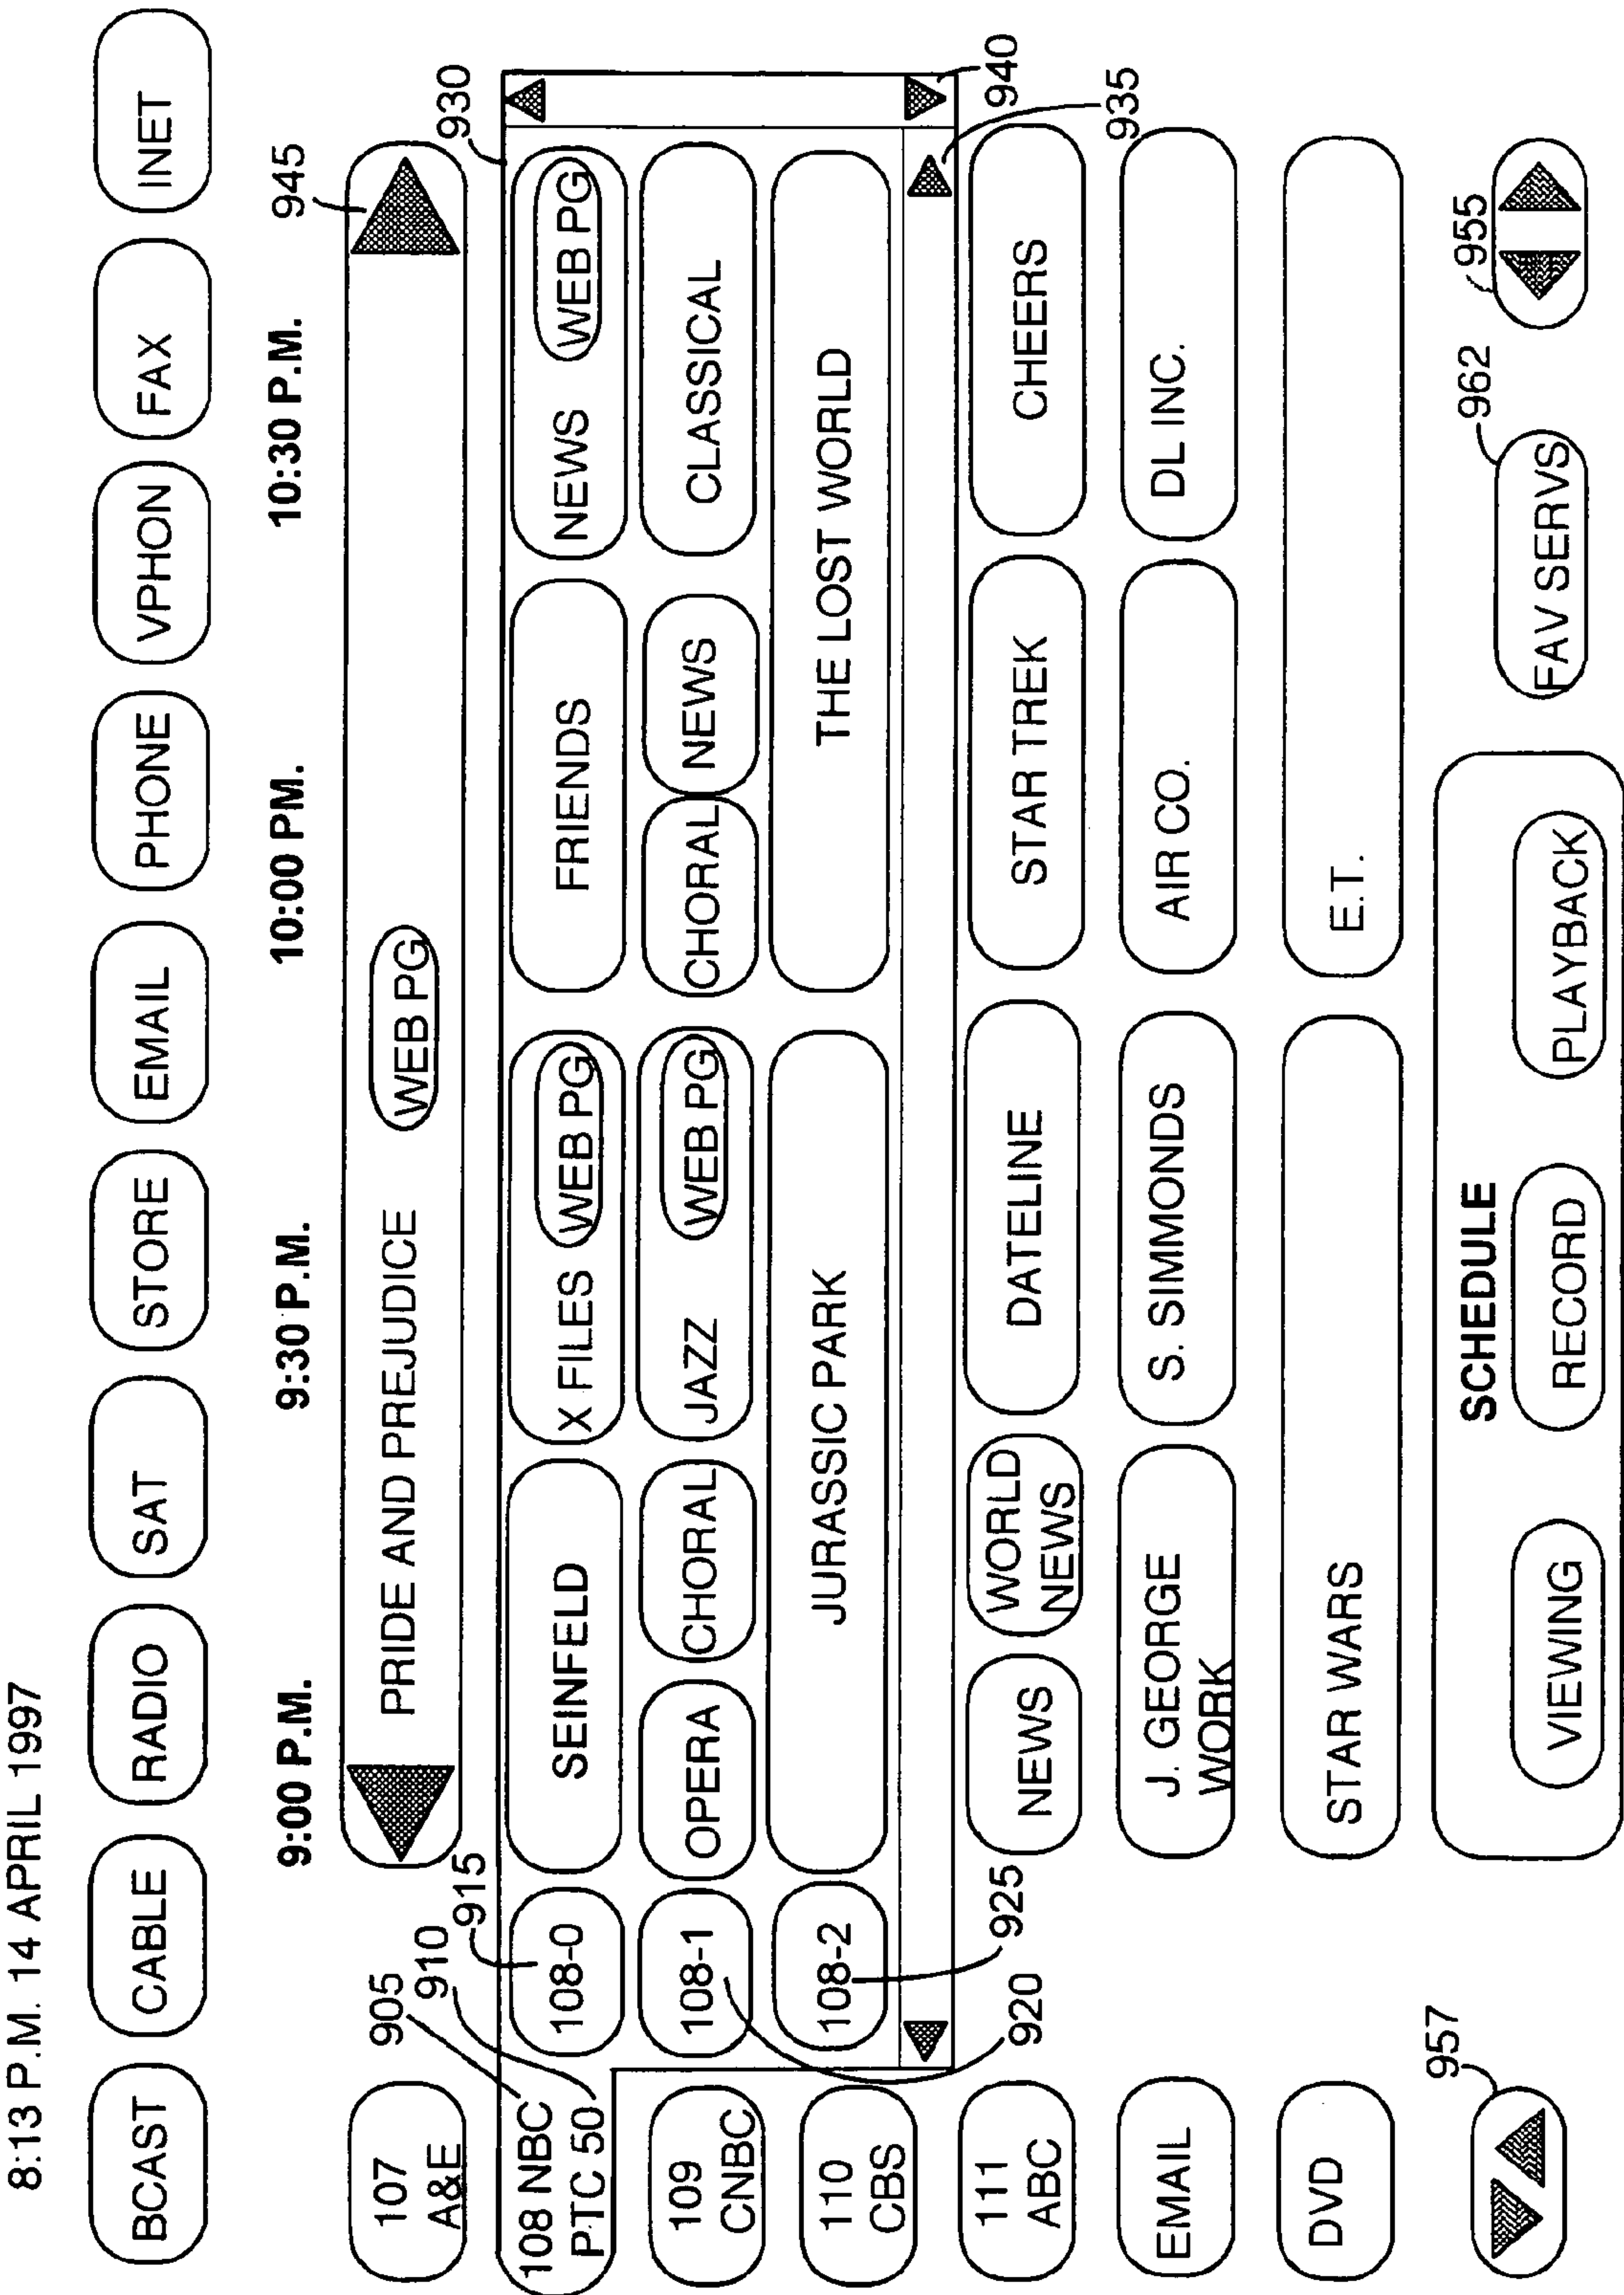 8:13 P.M. 14 APRIL 1997
BCAST CABLE RADIO SAT STORE EMAIL PHONE VPHON FAX INET
9:00 P.M. 9:30 P.M. 10:00 PM. 10:30 P.M.
945
107
A&E
PRIDE AND PREJUDICE WEB PG
905
910
915
930
108 NBC
PTC 50
108-0 SEINFELD X FILES WEB PG FRIENDS NEWS WEB PG
109
CNBC
108-1 OPERA CHORAL JAZZ WEB PG CHORAL NEWS CLASSICAL
110
CBS
108-2 JURASSIC PARK THE LOST WORLD
920
925
940
935
111
ABC
NEWS WORLD
NEWS
DATELINE STAR TREK CHEERS
EMAIL J. GEORGE
WORK
S. SIMMONDS AIR CO. DL INC.
DVD STAR WARS E.T.
957
SCHEDULE
962
955
VIEWING RECORD PLAYBACK FAV SERVS